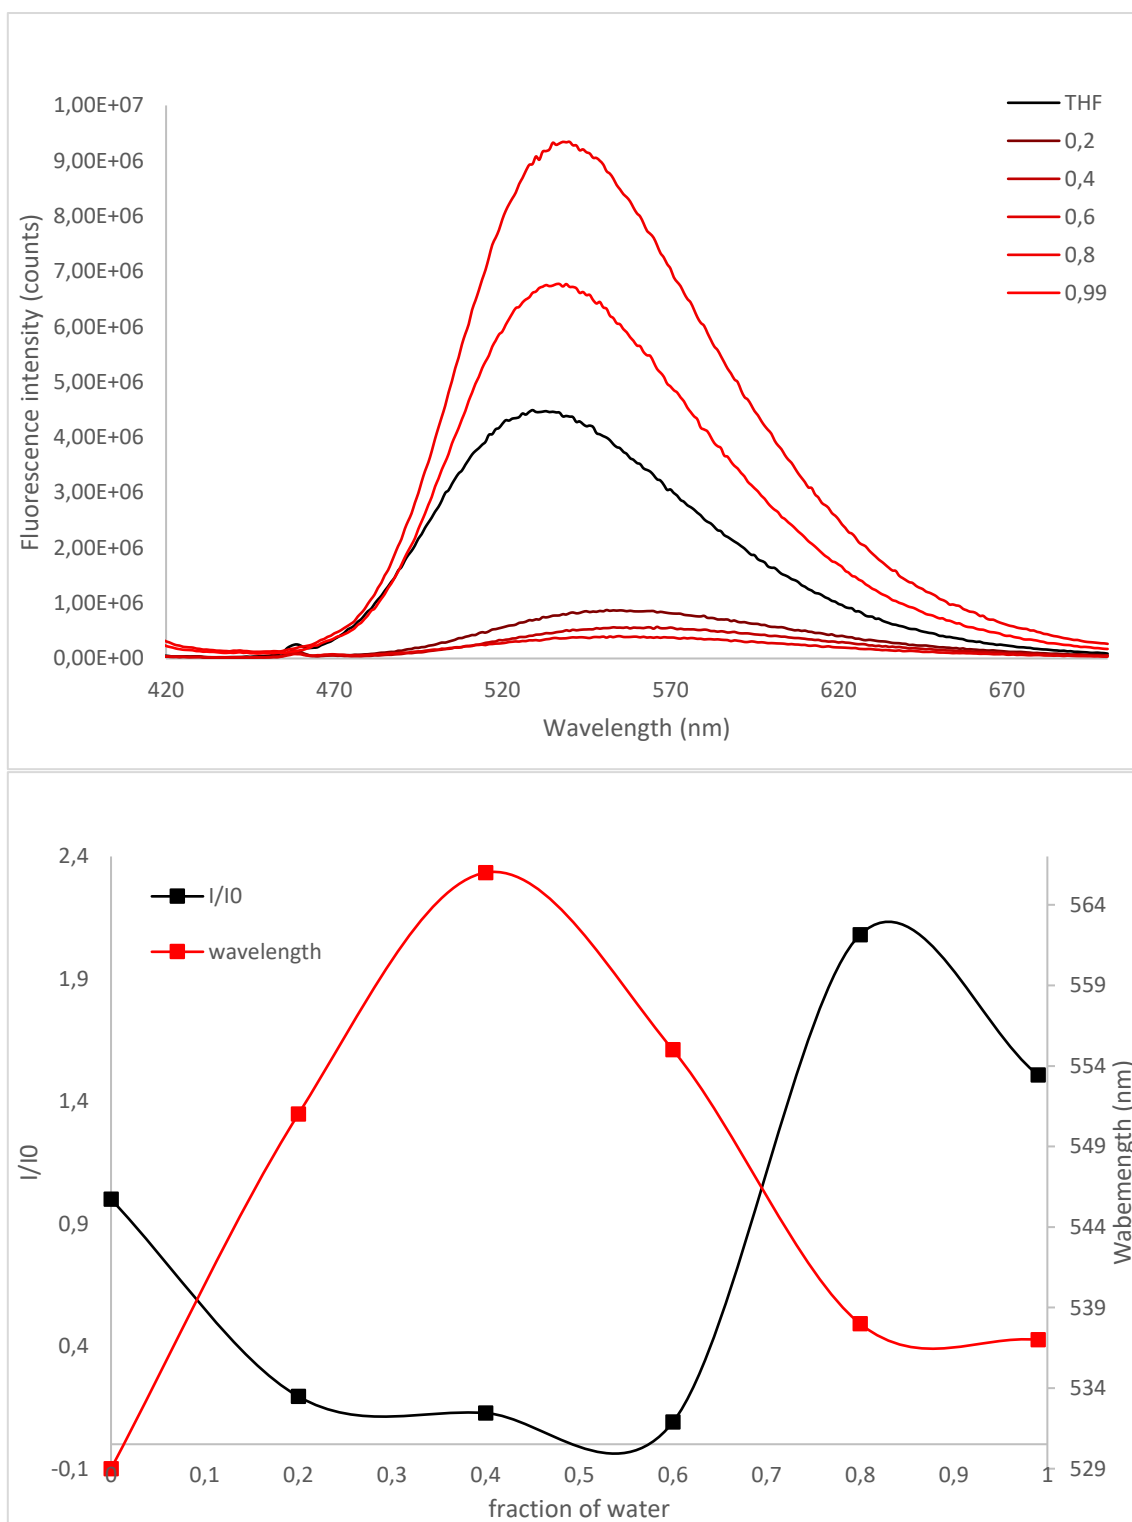 1,00E+07
9,00E+06
8,00E+06
7,00E+06
6,00E+06
5,00E+06
4,00E+06
3,00E+06
2,00E+06
1,00E+06
0,00E+00
Fluorescence intensity (counts)
420 470 520 570 620 670
Wavelength (nm)
THF
0,2
0,4
0,6
0,8
0,99
2,4
1,9
1,4
0,9
0,4
-0,1
I/I0
I/I0
wavelength
564
559
554
549
544
539
534
529
Wabemength (nm)
0 0,1 0,2 0,3 0,4 0,5 0,6 0,7 0,8 0,9 1
fraction of water